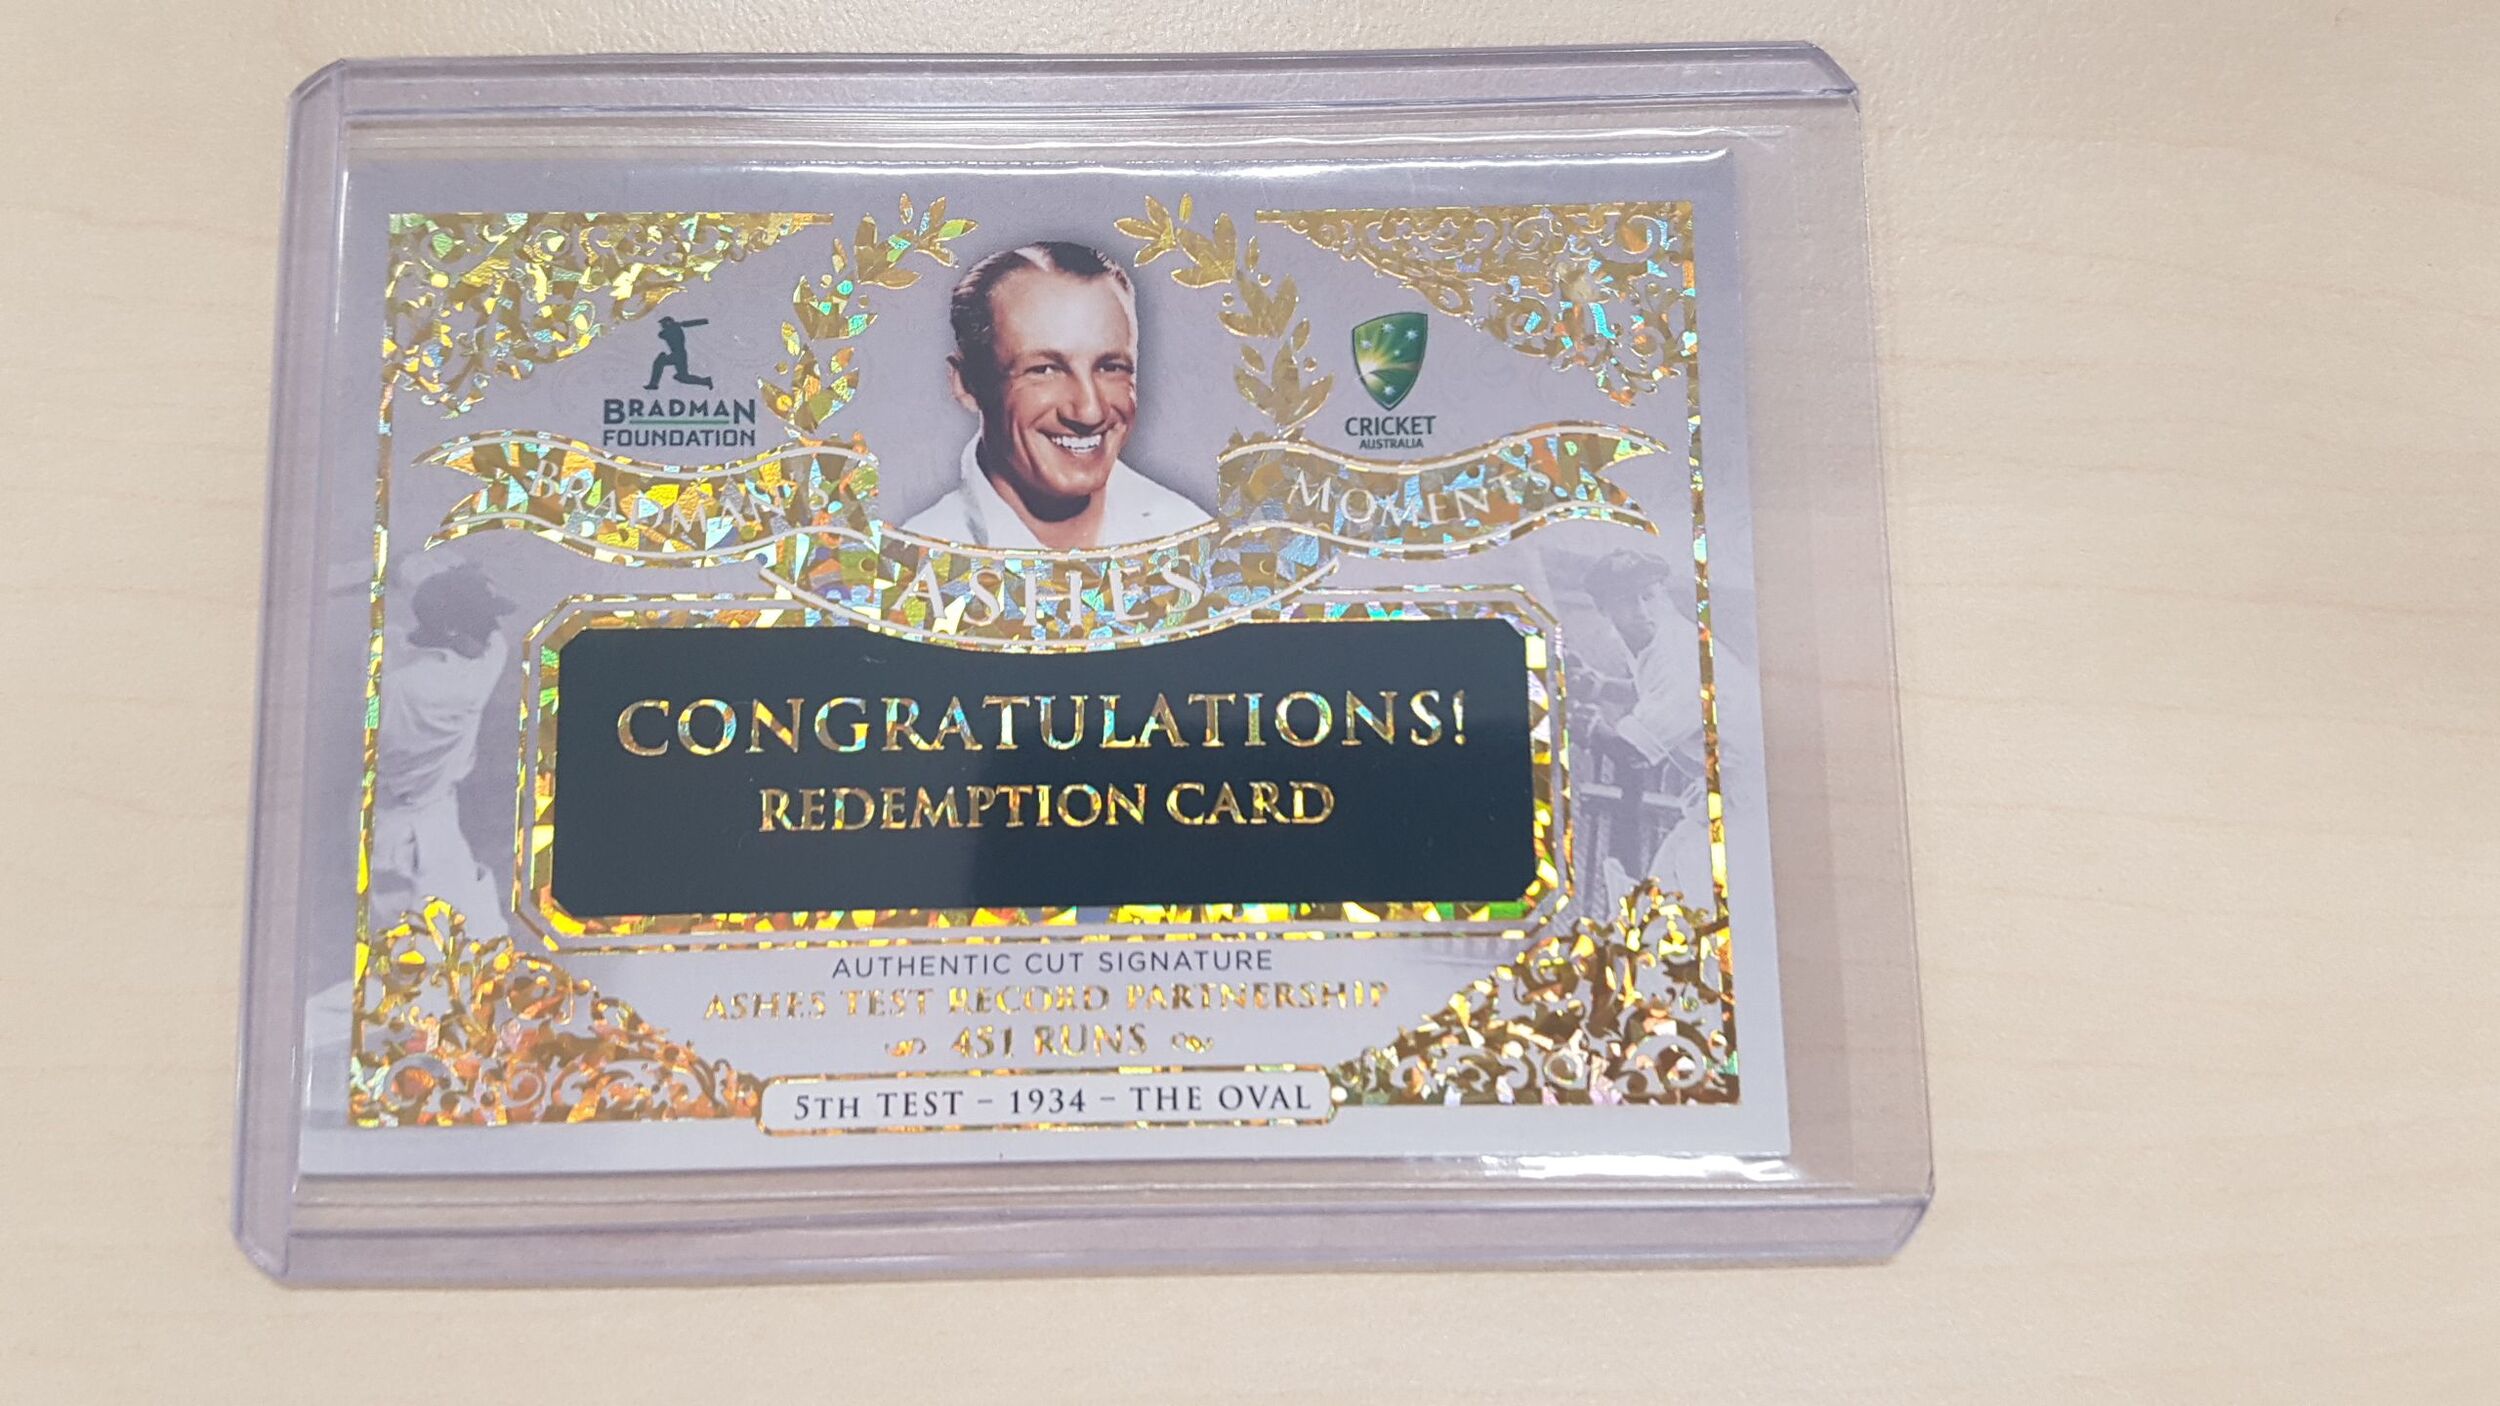 BRADMAN
FOUNDATION
CRICKET
AUSTRALIA
BRADMAN'S
MOMENTS
ASHES
CONGRATULATIONS!
REDEMPTION CARD
AUTHENTIC CUT SIGNATURE
ASHES TEST RECORD PARTNERSHIP
451 RUNS
5TH TEST – 1934 – THE OVAL